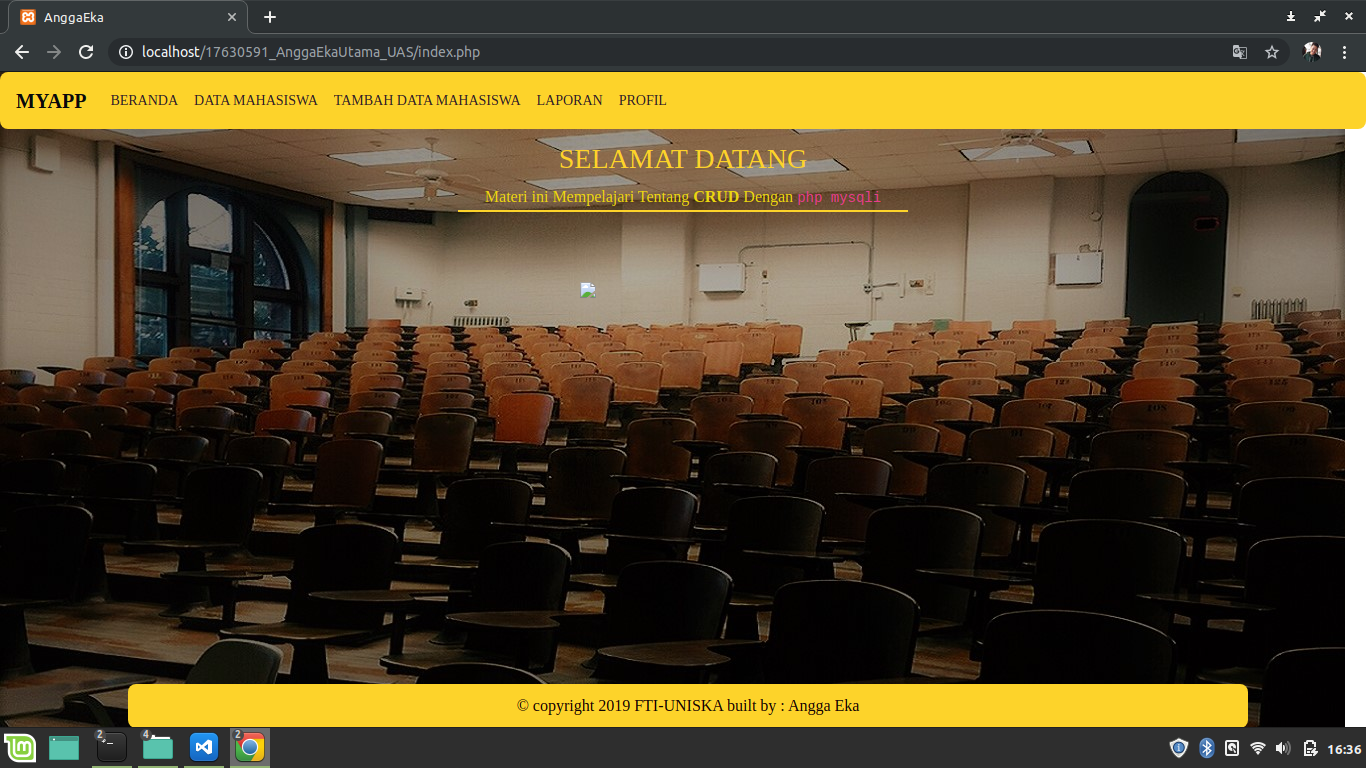 AnggaEka
localhost/17630591_AnggaEkaUtama_UAS/index.php
MYAPP BERANDA DATA MAHASISWA TAMBAH DATA MAHASISWA LAPORAN PROFIL
SELAMAT DATANG
Materi ini Mempelajari Tentang CRUD Dengan php mysqli
© copyright 2019 FTI-UNISKA built by : Angga Eka
2 4 2 16:36